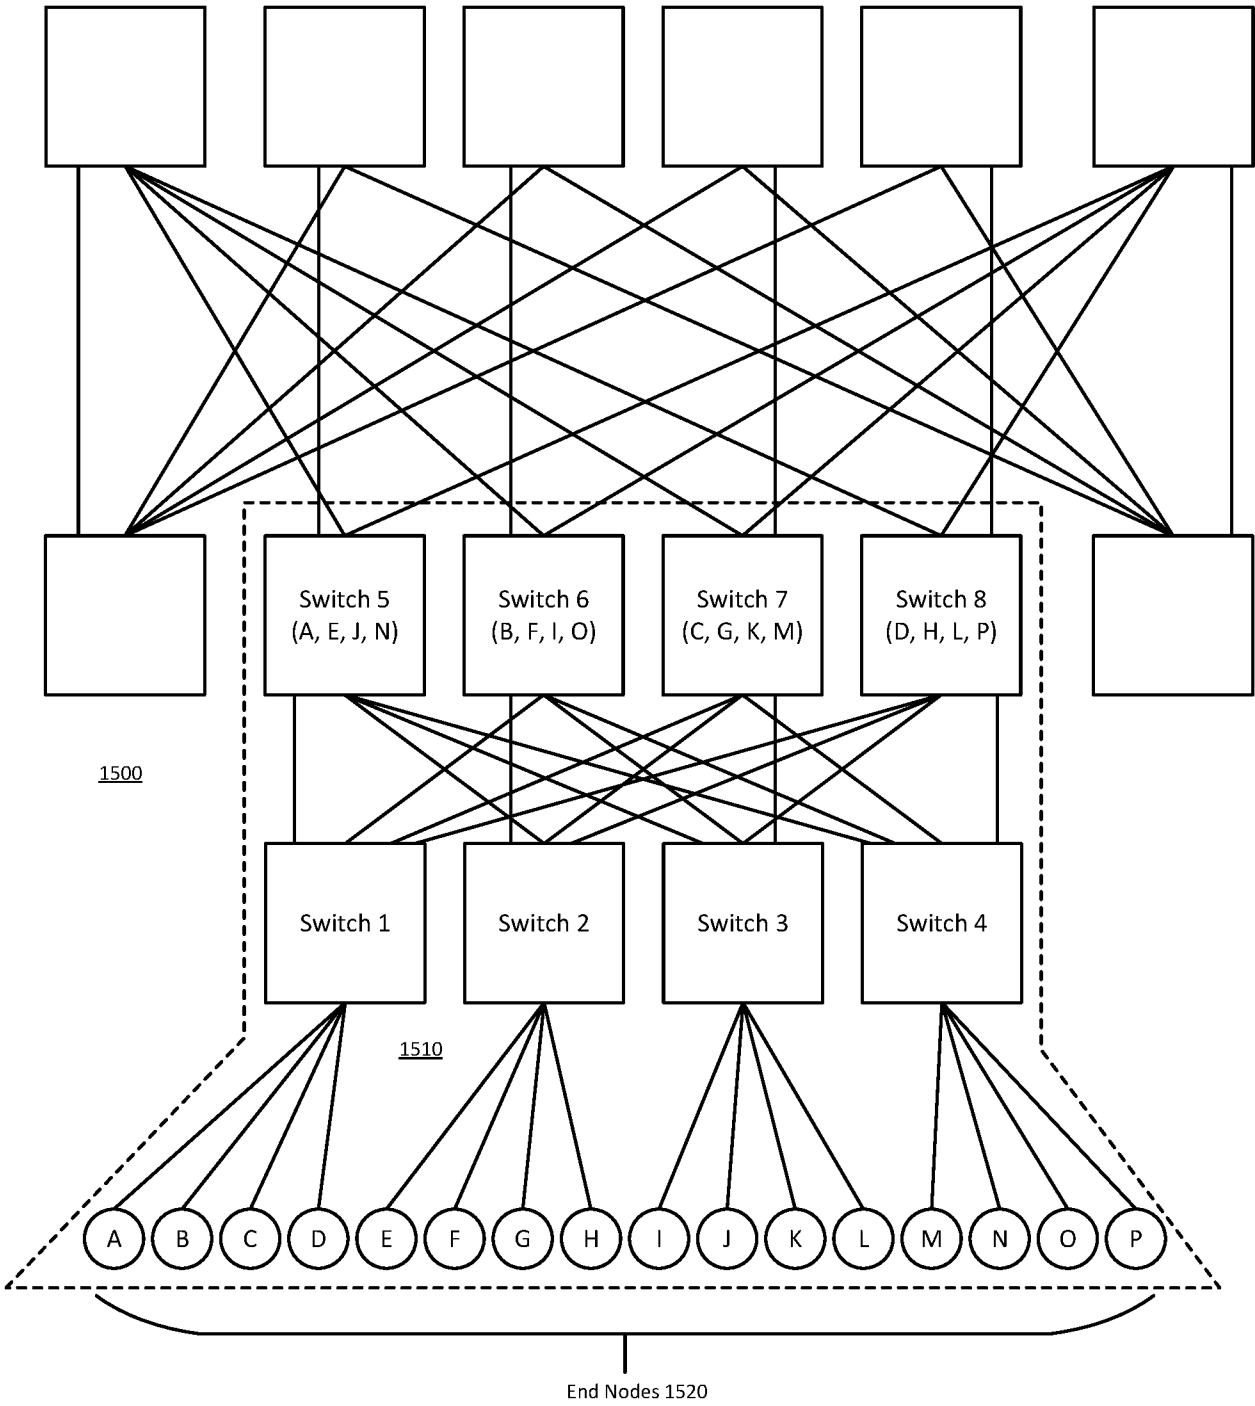 Switch 5
(A, E, J, N)
Switch 6
(B, F, I, O)
Switch 7
(C, G, K, M)
Switch 8
(D, H, L, P)
1500
Switch 1
Switch 2
Switch 3
Switch 4
1510
A B C D E F G H I J K L M N O P
End Nodes 1520